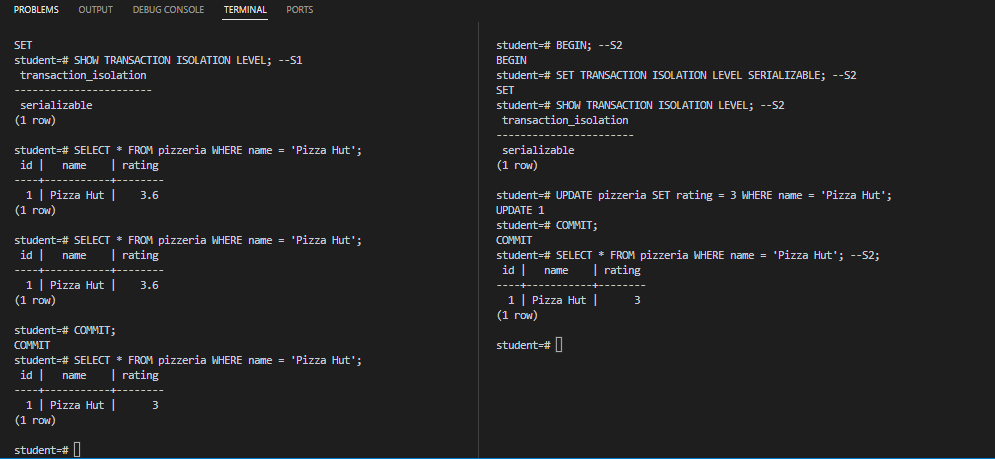 PROBLEMS OUTPUT DEBUG CONSOLE TERMINAL PORTS
SET
student=# SHOW TRANSACTION ISOLATION LEVEL; --S1
 transaction_isolation
-----------------------
 serializable
(1 row)

student=# SELECT * FROM pizzeria WHERE name = 'Pizza Hut';
 id |   name    | rating
----+-----------+--------
  1 | Pizza Hut |    3.6
(1 row)

student=# SELECT * FROM pizzeria WHERE name = 'Pizza Hut';
 id |   name    | rating
----+-----------+--------
  1 | Pizza Hut |    3.6
(1 row)

student=# COMMIT;
COMMIT
student=# SELECT * FROM pizzeria WHERE name = 'Pizza Hut';
 id |   name    | rating
----+-----------+--------
  1 | Pizza Hut |      3
(1 row)

student=#
student=# BEGIN; --S2
BEGIN
student=# SET TRANSACTION ISOLATION LEVEL SERIALIZABLE; --S2
SET
student=# SHOW TRANSACTION ISOLATION LEVEL; --S2
 transaction_isolation
-----------------------
 serializable
(1 row)

student=# UPDATE pizzeria SET rating = 3 WHERE name = 'Pizza Hut';
UPDATE 1
student=# COMMIT;
COMMIT
student=# SELECT * FROM pizzeria WHERE name = 'Pizza Hut'; --S2;
 id |   name    | rating
----+-----------+--------
  1 | Pizza Hut |      3
(1 row)

student=#